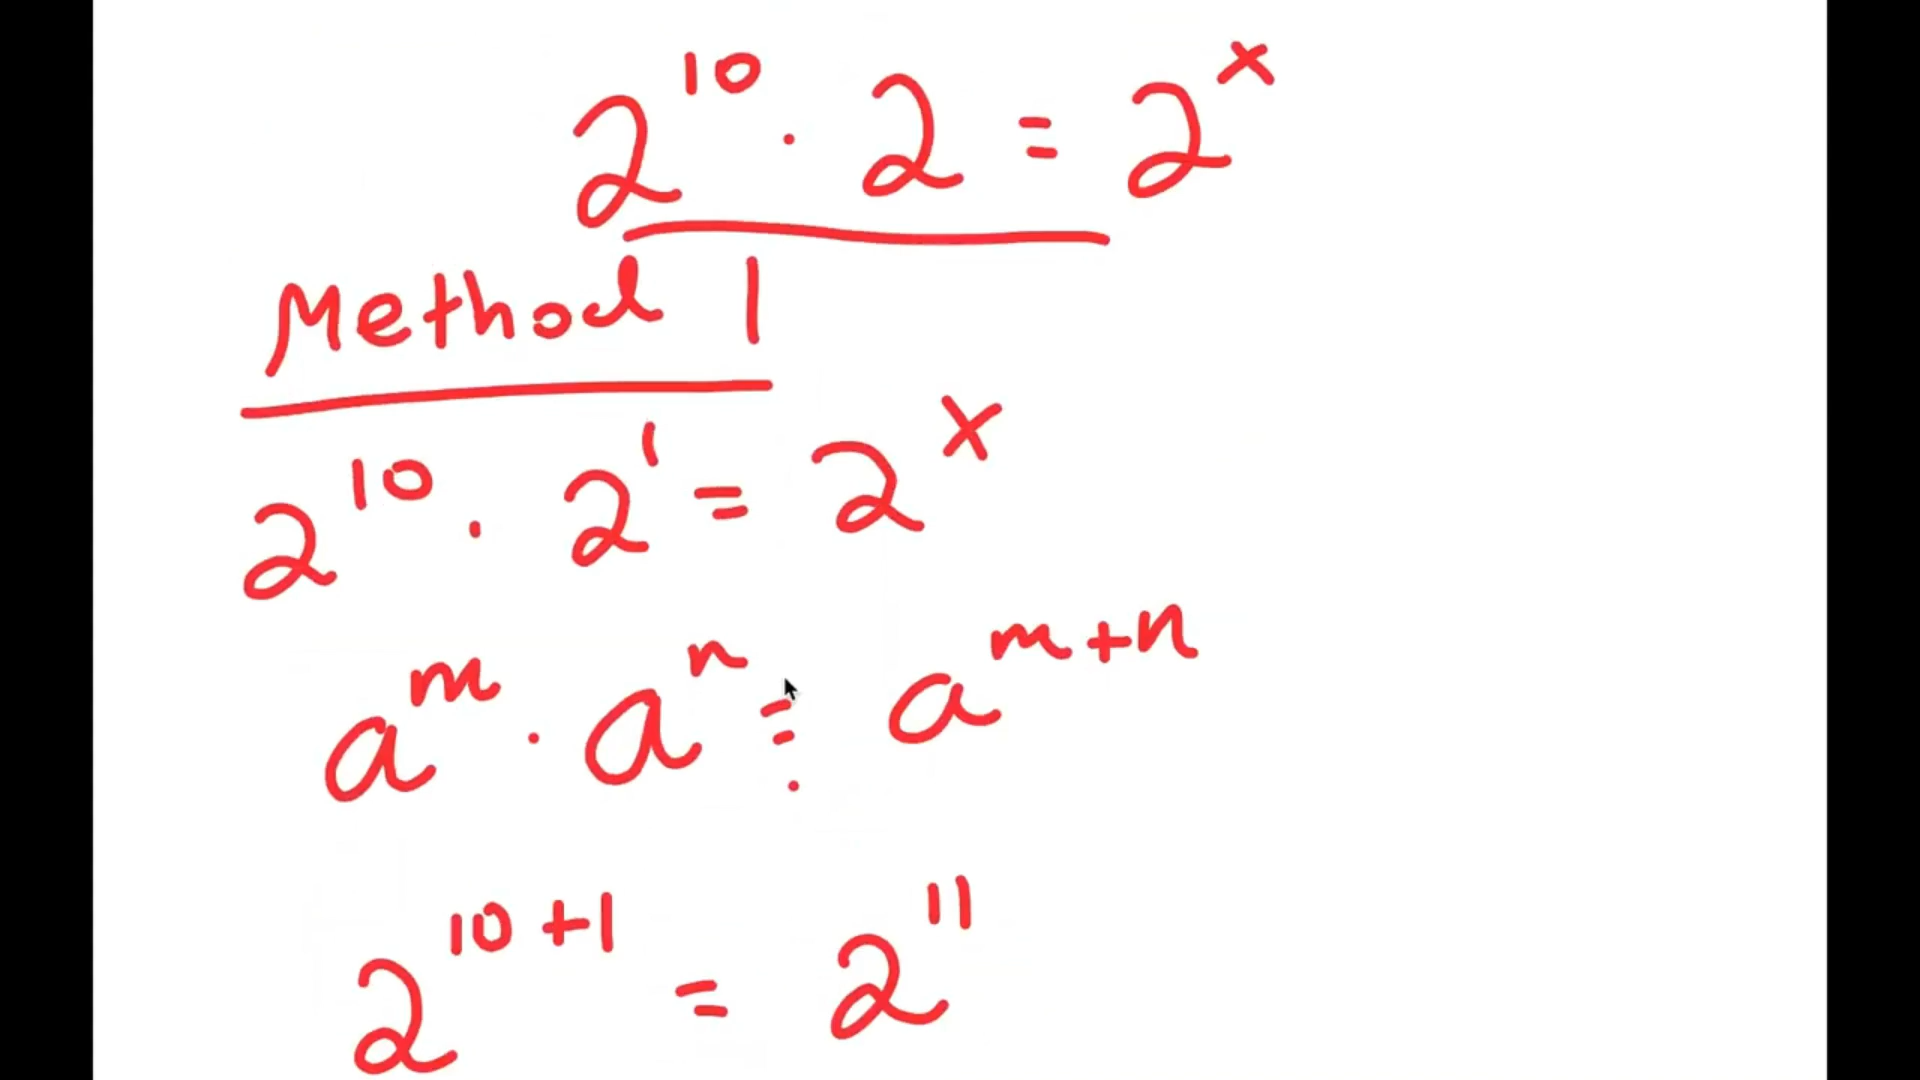 2^10 · 2 = 2^x
Method 1
2^10 · 2^1 = 2^x
a^m · a^n = a^m+n
2^10+1 = 2^11